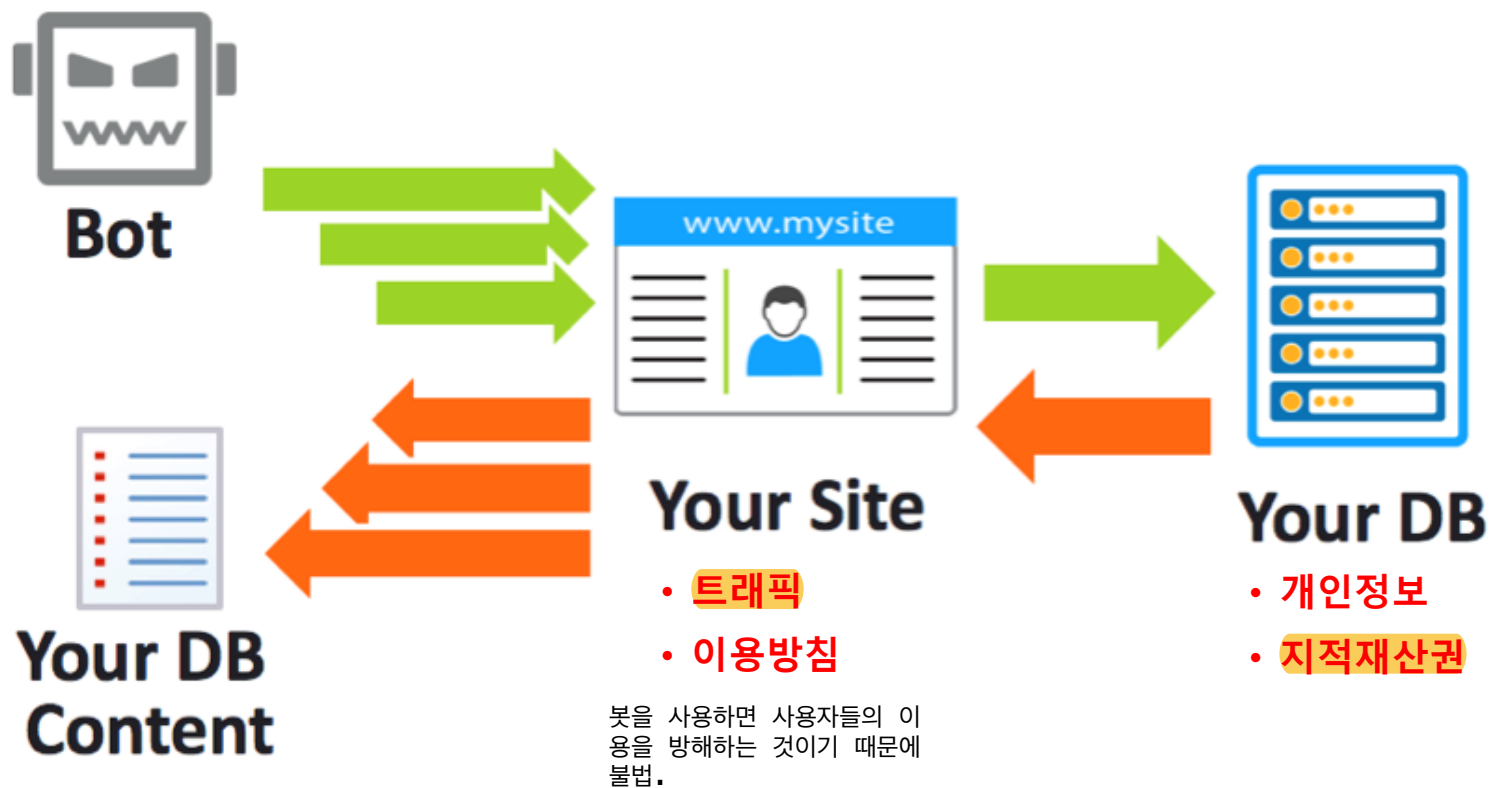 Bot
www.mysite
Your Site
Your DB
• 트래픽
• 이용방침
• 개인정보
• 지적재산권
Your DB
Content
봇을 사용하면 사용자들의 이
용을 방해하는 것이기 때문에
불법.